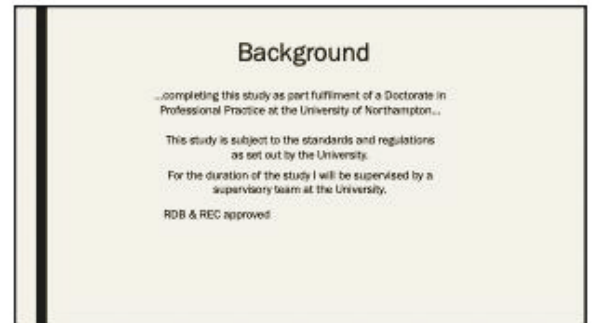 Background
...completing this study as part fulfilment of a Doctorate in
Professional Practice at the University of Northampton...
This study is subject to the standards and regulations
as set out by the University.
For the duration of the study I will be supervised by a
supervisory team at the University.
RDB & REC approved